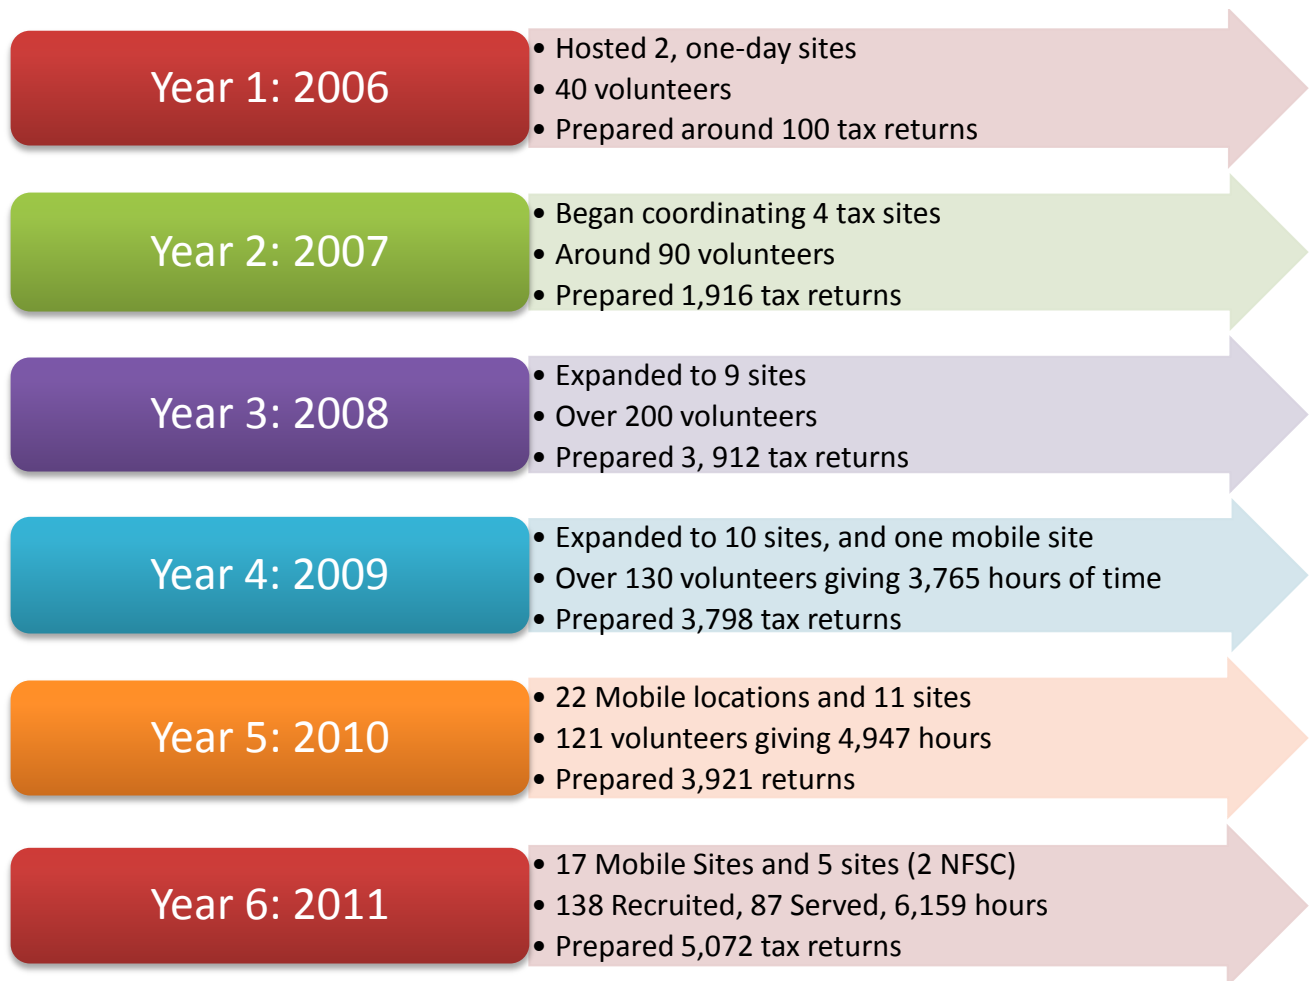 Year 1: 2006
• Hosted 2, one-day sites
• 40 volunteers
• Prepared around 100 tax returns
Year 2: 2007
• Began coordinating 4 tax sites
• Around 90 volunteers
• Prepared 1,916 tax returns
Year 3: 2008
• Expanded to 9 sites
• Over 200 volunteers
• Prepared 3, 912 tax returns
Year 4: 2009
• Expanded to 10 sites, and one mobile site
• Over 130 volunteers giving 3,765 hours of time
• Prepared 3,798 tax returns
Year 5: 2010
• 22 Mobile locations and 11 sites
• 121 volunteers giving 4,947 hours
• Prepared 3,921 returns
Year 6: 2011
• 17 Mobile Sites and 5 sites (2 NFSC)
• 138 Recruited, 87 Served, 6,159 hours
• Prepared 5,072 tax returns